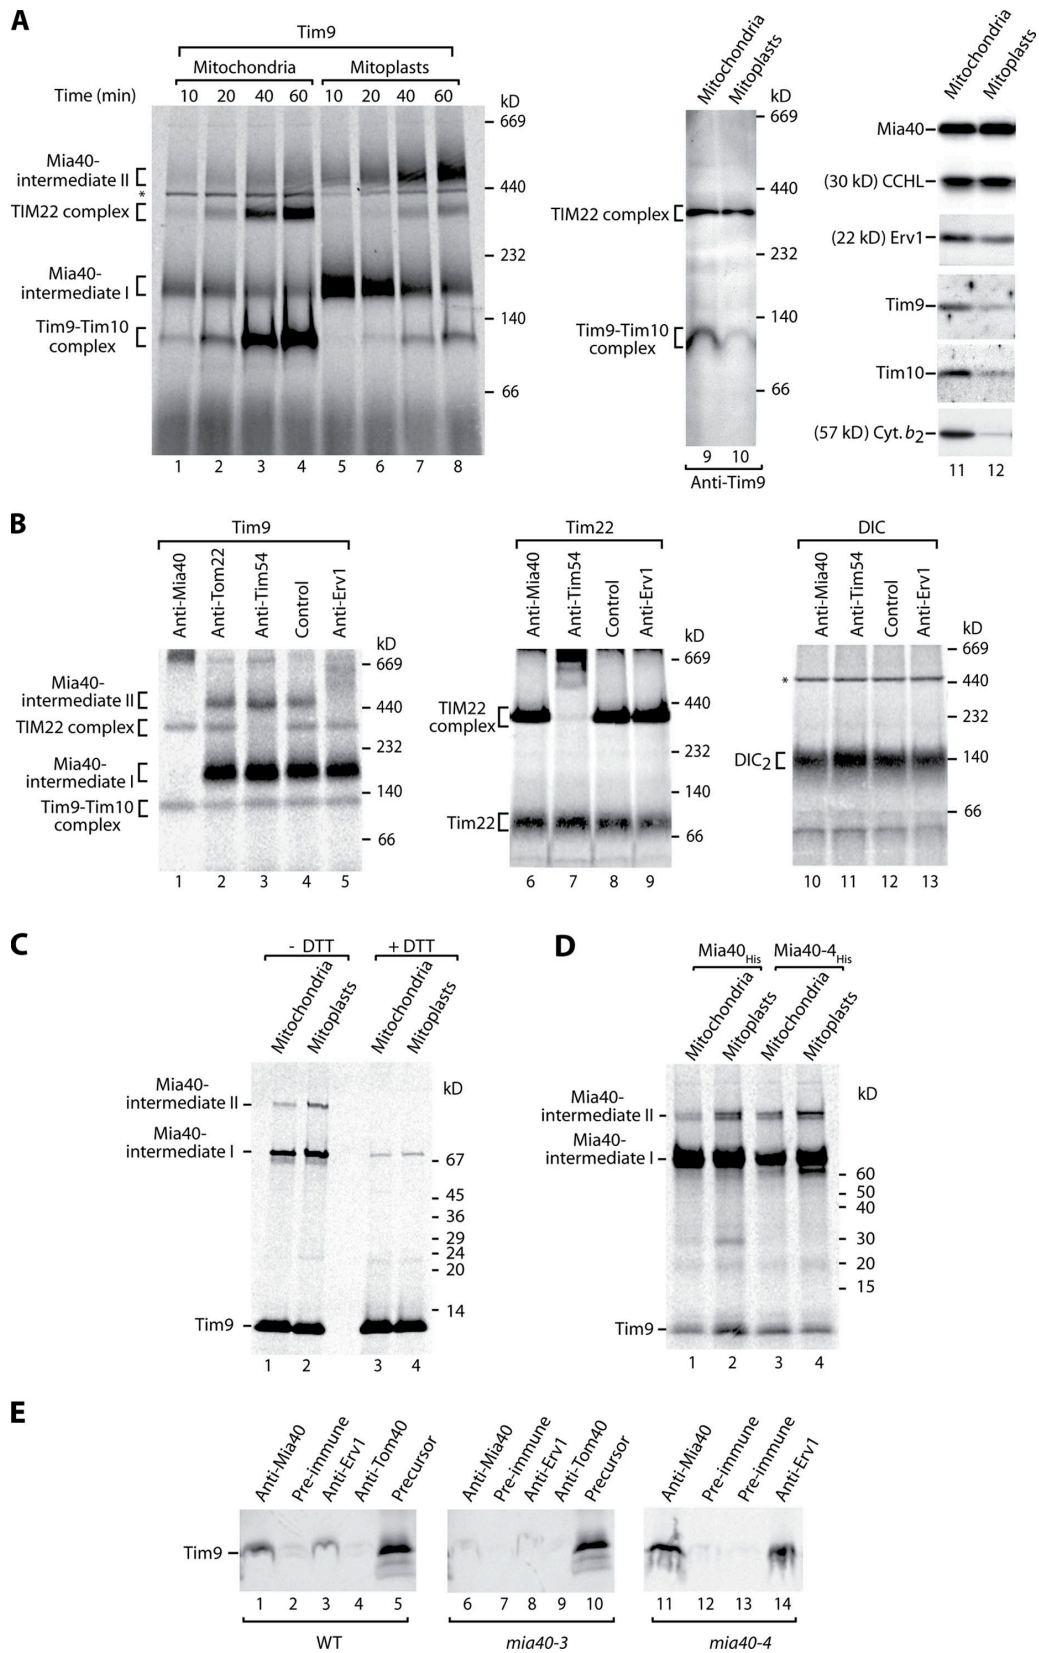 A
Tim9
Mitochondria Mitoplasts
Time (min) 10 20 40 60 10 20 40 60
kD
669
440
232
140
66
Mia40-
intermediate II
*
TIM22 complex
Mia40-
intermediate I
Tim9-Tim10
complex
1 2 3 4 5 6 7 8
Mitochondria
Mitoplasts
kD
669
440
232
140
66
TIM22 complex
Tim9-Tim10
complex
9 10
Anti-Tim9
Mitochondria
Mitoplasts
Mia40
(30 kD) CCHL
(22 kD) Erv1
Tim9
Tim10
(57 kD) Cyt. b2
11 12
B
Tim9
Anti-Mia40
Anti-Tom22
Anti-Tim54
Control
Anti-Erv1
kD
669
440
232
140
66
Mia40-
intermediate II
TIM22 complex
Mia40-
intermediate I
Tim9-Tim10
complex
1 2 3 4 5
Tim22
Anti-Mia40
Anti-Tim54
Control
Anti-Erv1
kD
669
440
232
140
66
TIM22
complex
Tim22
6 7 8 9
DIC
Anti-Mia40
Anti-Tim54
Control
Anti-Erv1
kD
669
440
232
140
66
*
DIC2
10 11 12 13
C
- DTT + DTT
Mitochondria
Mitoplasts
Mitochondria
Mitoplasts
kD
67
45
36
29
24
20
14
Mia40-
intermediate II
Mia40-
intermediate I
Tim9
1 2 3 4
D
Mia40His Mia40-4His
Mitochondria
Mitoplasts
Mitochondria
Mitoplasts
kD
60
50
40
30
20
15
Mia40-
intermediate II
Mia40-
intermediate I
Tim9
1 2 3 4
E
Anti-Mia40
Pre-immune
Anti-Erv1
Anti-Tom40
Precursor
Anti-Mia40
Pre-immune
Anti-Erv1
Anti-Tom40
Precursor
Anti-Mia40
Pre-immune
Pre-immune
Anti-Erv1
Tim9
1 2 3 4 5 6 7 8 9 10 11 12 13 14
WT mia40-3 mia40-4